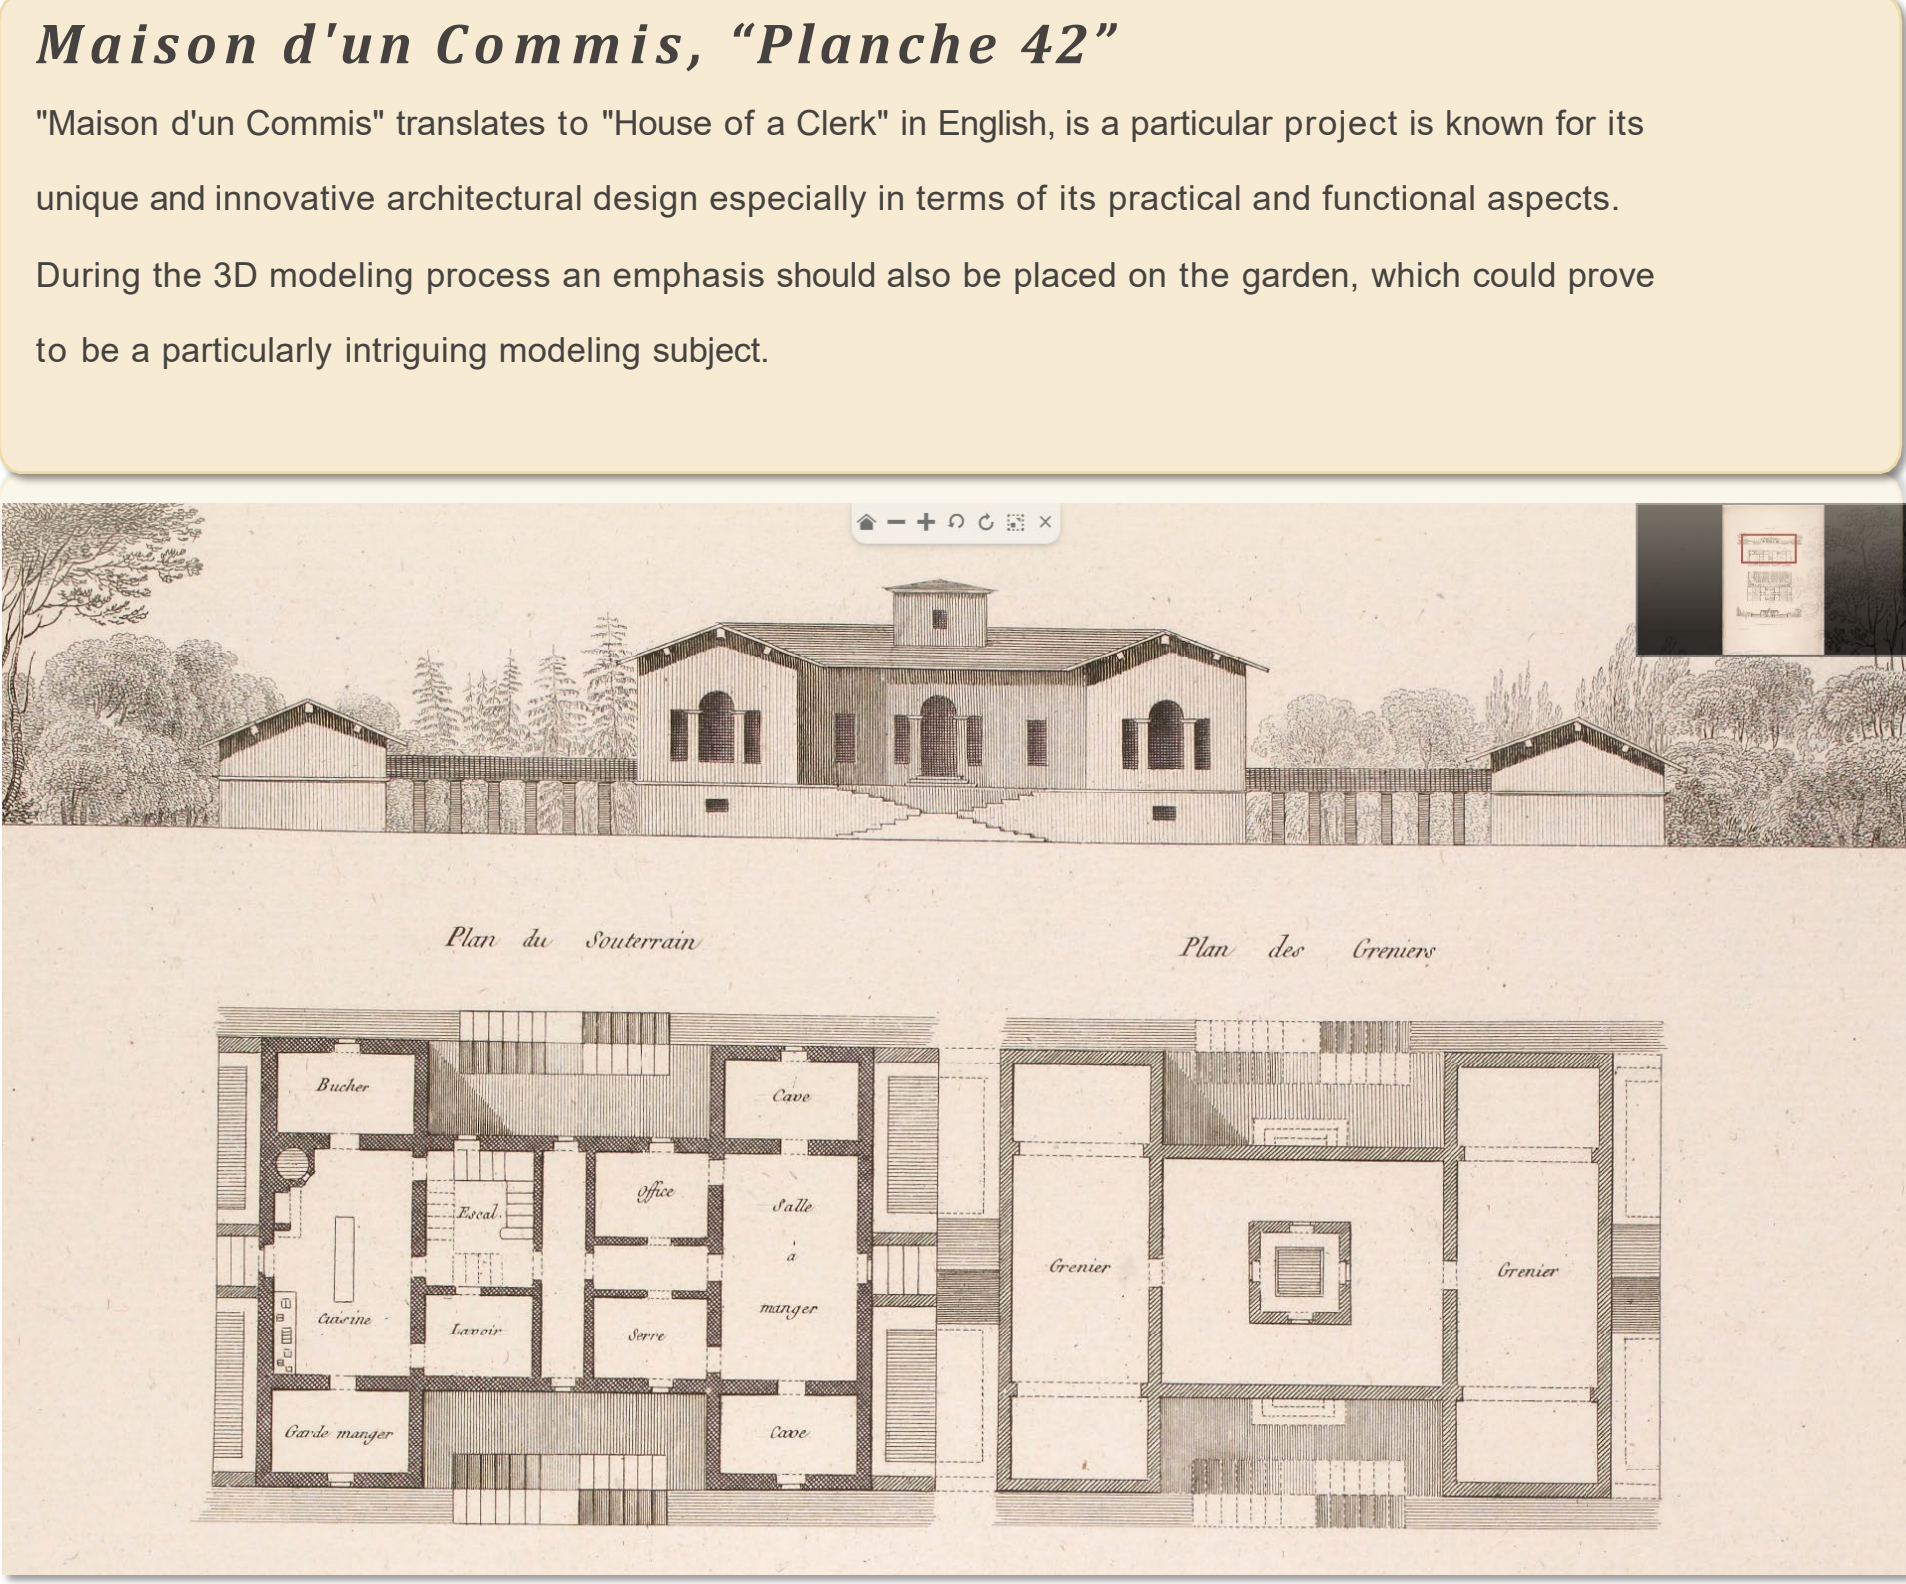 Maison d'un Commis, “Planche 42”
"Maison d'un Commis" translates to "House of a Clerk" in English, is a particular project is known for its
unique and innovative architectural design especially in terms of its practical and functional aspects.
During the 3D modeling process an emphasis should also be placed on the garden, which could prove
to be a particularly intriguing modeling subject.
Plan du Souterrain
Plan des Greniers
Bucher
Cave
Office
Salle
Escal.
à
manger
Grenier
Grenier
Cuisine
Lavoir
Serre
Garde manger
Cave